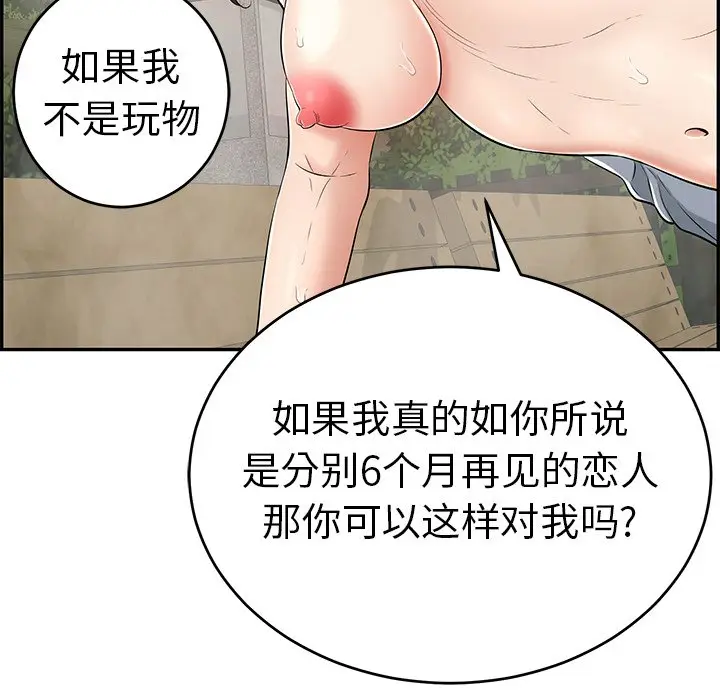 如果我
不是玩物
如果我真的如你所说
是分别6个月再见的恋人
那你可以这样对我吗?